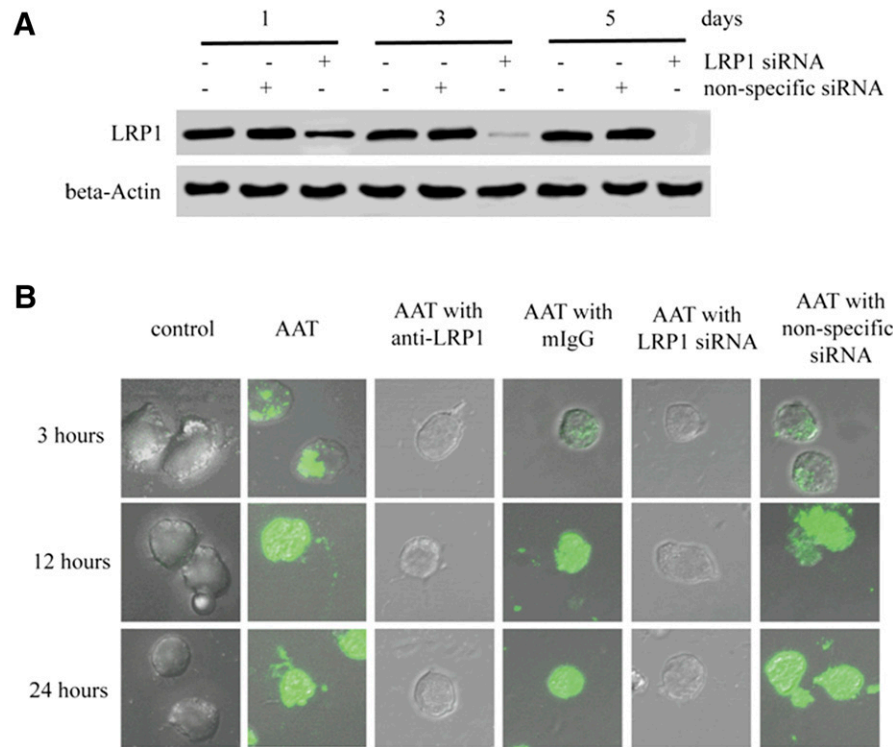 A
1 3 5 days
- - + - - + - - + LRP1 siRNA
- + - - + - - + - non-specific siRNA
LRP1
beta-Actin
B
control
AAT
AAT with
anti-LRP1
AAT with
mIgG
AAT with
LRP1 siRNA
AAT with
non-specific
siRNA
3 hours
12 hours
24 hours